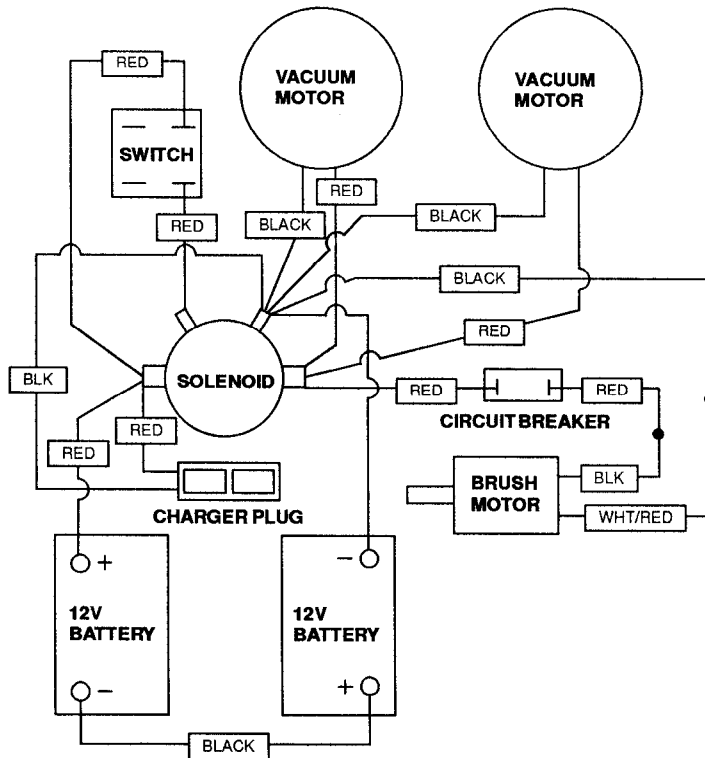 RED
VACUUM
MOTOR
VACUUM
MOTOR
SWITCH
RED
RED
BLACK
BLACK
BLACK
RED
BLK
SOLENOID
RED
RED
RED
CIRCUIT BREAKER
RED
RED
CHARGER PLUG
BRUSH
MOTOR
BLK
WHT/RED
+
12V
BATTERY
−
−
12V
BATTERY
+
BLACK